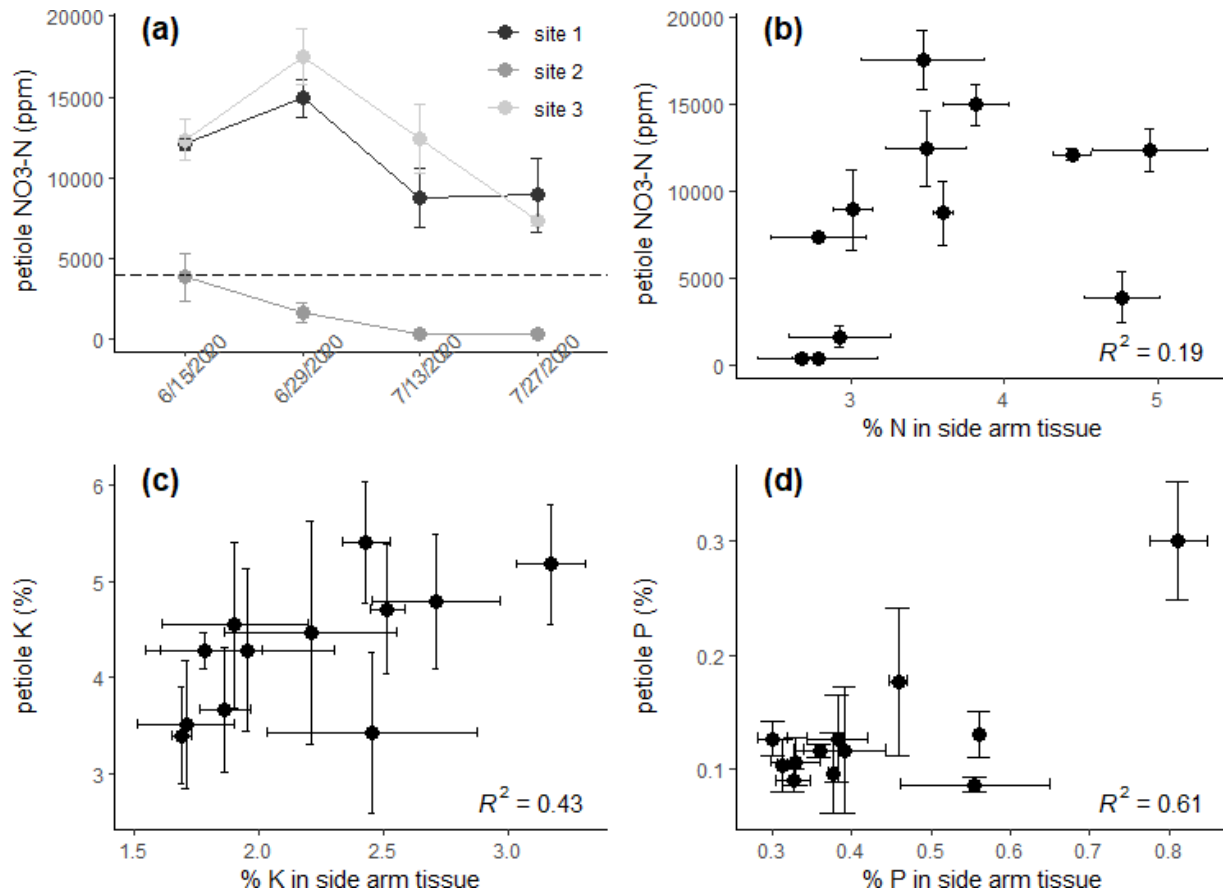 (a)
petiole NO3-N (ppm)
20000
15000
10000
5000
0
site 1
site 2
site 3
6/15/2020
6/29/2020
7/13/2020
7/27/2020
(b)
petiole NO3-N (ppm)
20000
15000
10000
5000
0
R² = 0.19
3 4 5
% N in side arm tissue
(c)
petiole K (%)
6
5
4
3
R² = 0.43
1.5 2.0 2.5 3.0
% K in side arm tissue
(d)
petiole P (%)
0.3
0.2
0.1
R² = 0.61
0.3 0.4 0.5 0.6 0.7 0.8
% P in side arm tissue